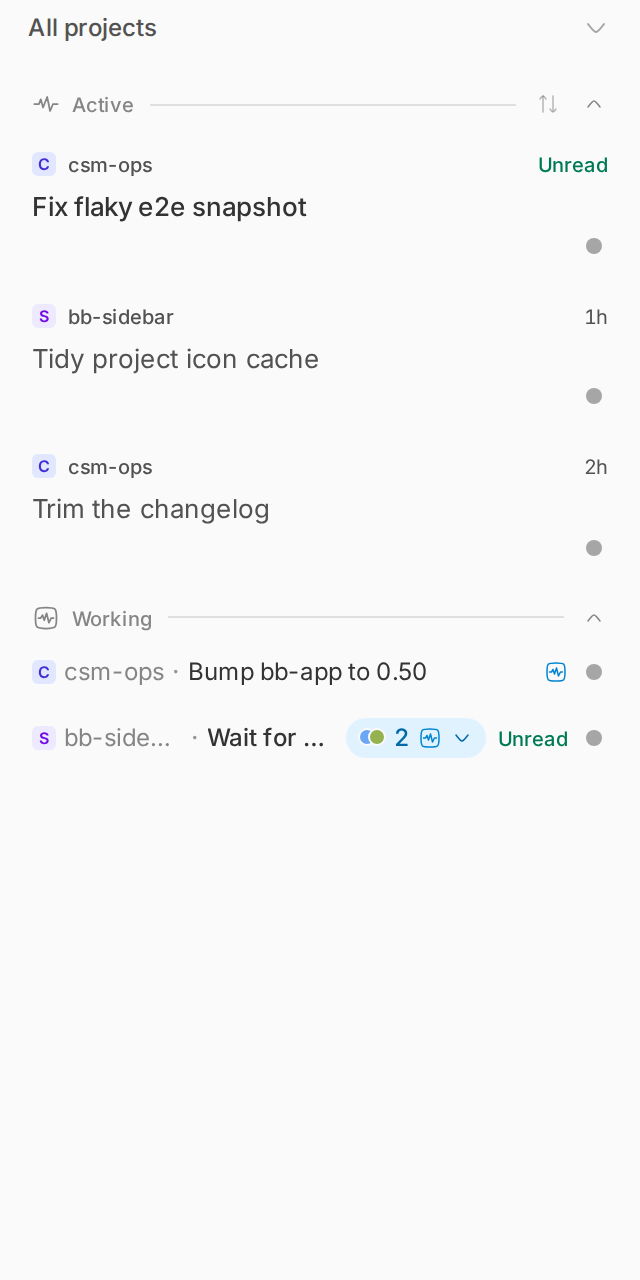 All projects
Active
C csm-ops Unread
Fix flaky e2e snapshot
S bb-sidebar 1h
Tidy project icon cache
C csm-ops 2h
Trim the changelog
Working
C csm-ops · Bump bb-app to 0.50
S bb-side... · Wait for ... 2 Unread